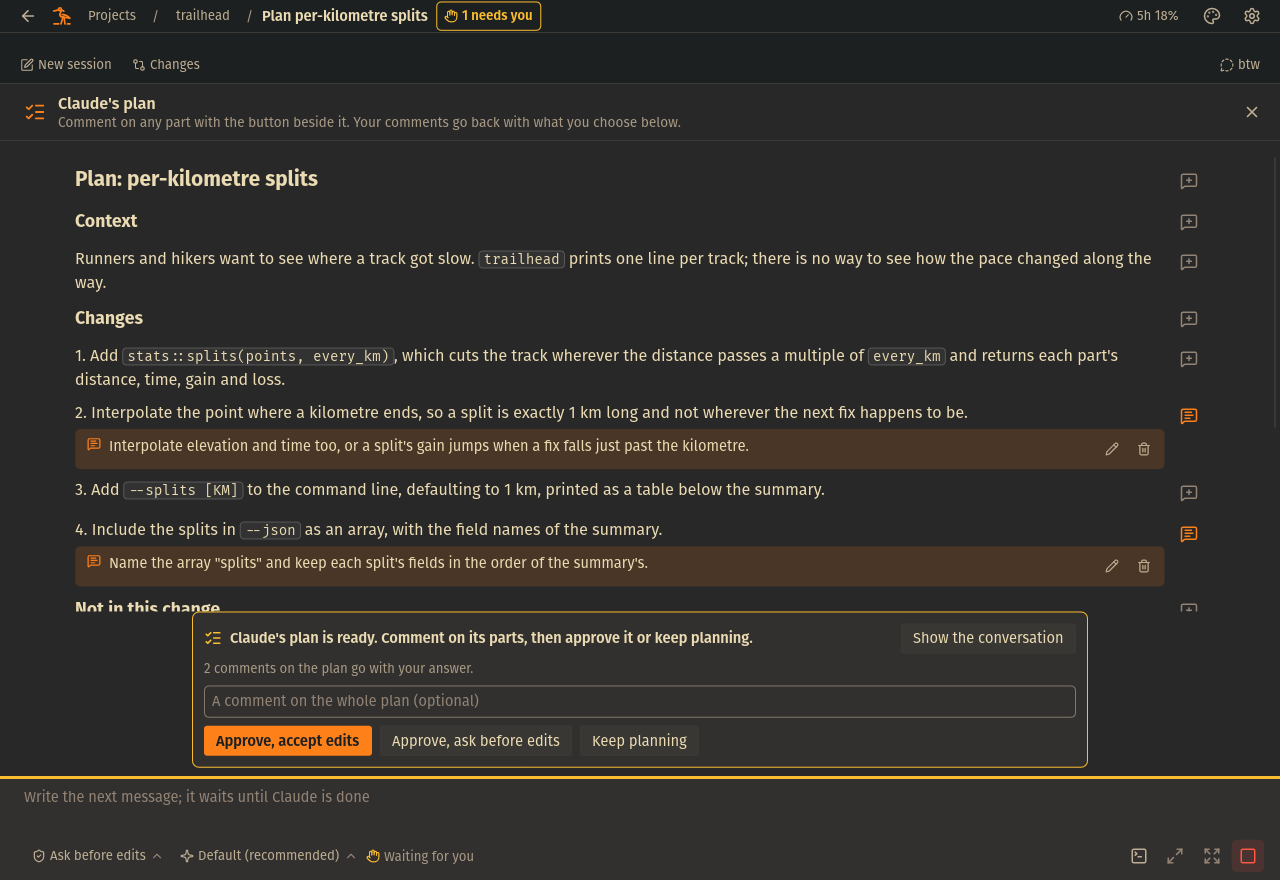 Projects / trailhead / Plan per-kilometre splits 1 needs you 5h 18%
New session Changes btw
Claude's plan
Comment on any part with the button beside it. Your comments go back with what you choose below.
Plan: per-kilometre splits
Context
Runners and hikers want to see where a track got slow. trailhead prints one line per track; there is no way to see how the pace changed along the
way.
Changes
1. Add stats::splits(points, every_km), which cuts the track wherever the distance passes a multiple of every_km and returns each part's
distance, time, gain and loss.
2. Interpolate the point where a kilometre ends, so a split is exactly 1 km long and not wherever the next fix happens to be.
Interpolate elevation and time too, or a split's gain jumps when a fix falls just past the kilometre.
3. Add --splits [KM] to the command line, defaulting to 1 km, printed as a table below the summary.
4. Include the splits in --json as an array, with the field names of the summary.
Name the array "splits" and keep each split's fields in the order of the summary's.
Not in this change
Claude's plan is ready. Comment on its parts, then approve it or keep planning. Show the conversation
2 comments on the plan go with your answer.
A comment on the whole plan (optional)
Approve, accept edits Approve, ask before edits Keep planning
Write the next message; it waits until Claude is done
Ask before edits Default (recommended) Waiting for you